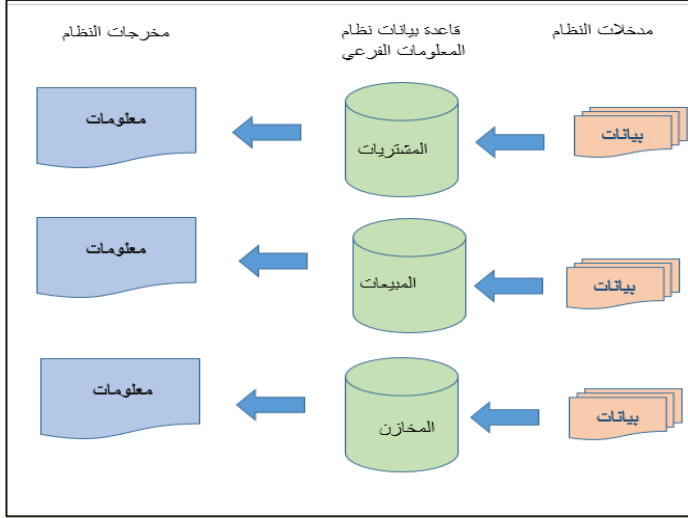 مدخلات النظام
قاعدة بيانات نظام
المعلومات الفرعي
مخرجات النظام
بيانات
المشتريات
معلومات
بيانات
المبيعات
معلومات
بيانات
المخازن
معلومات